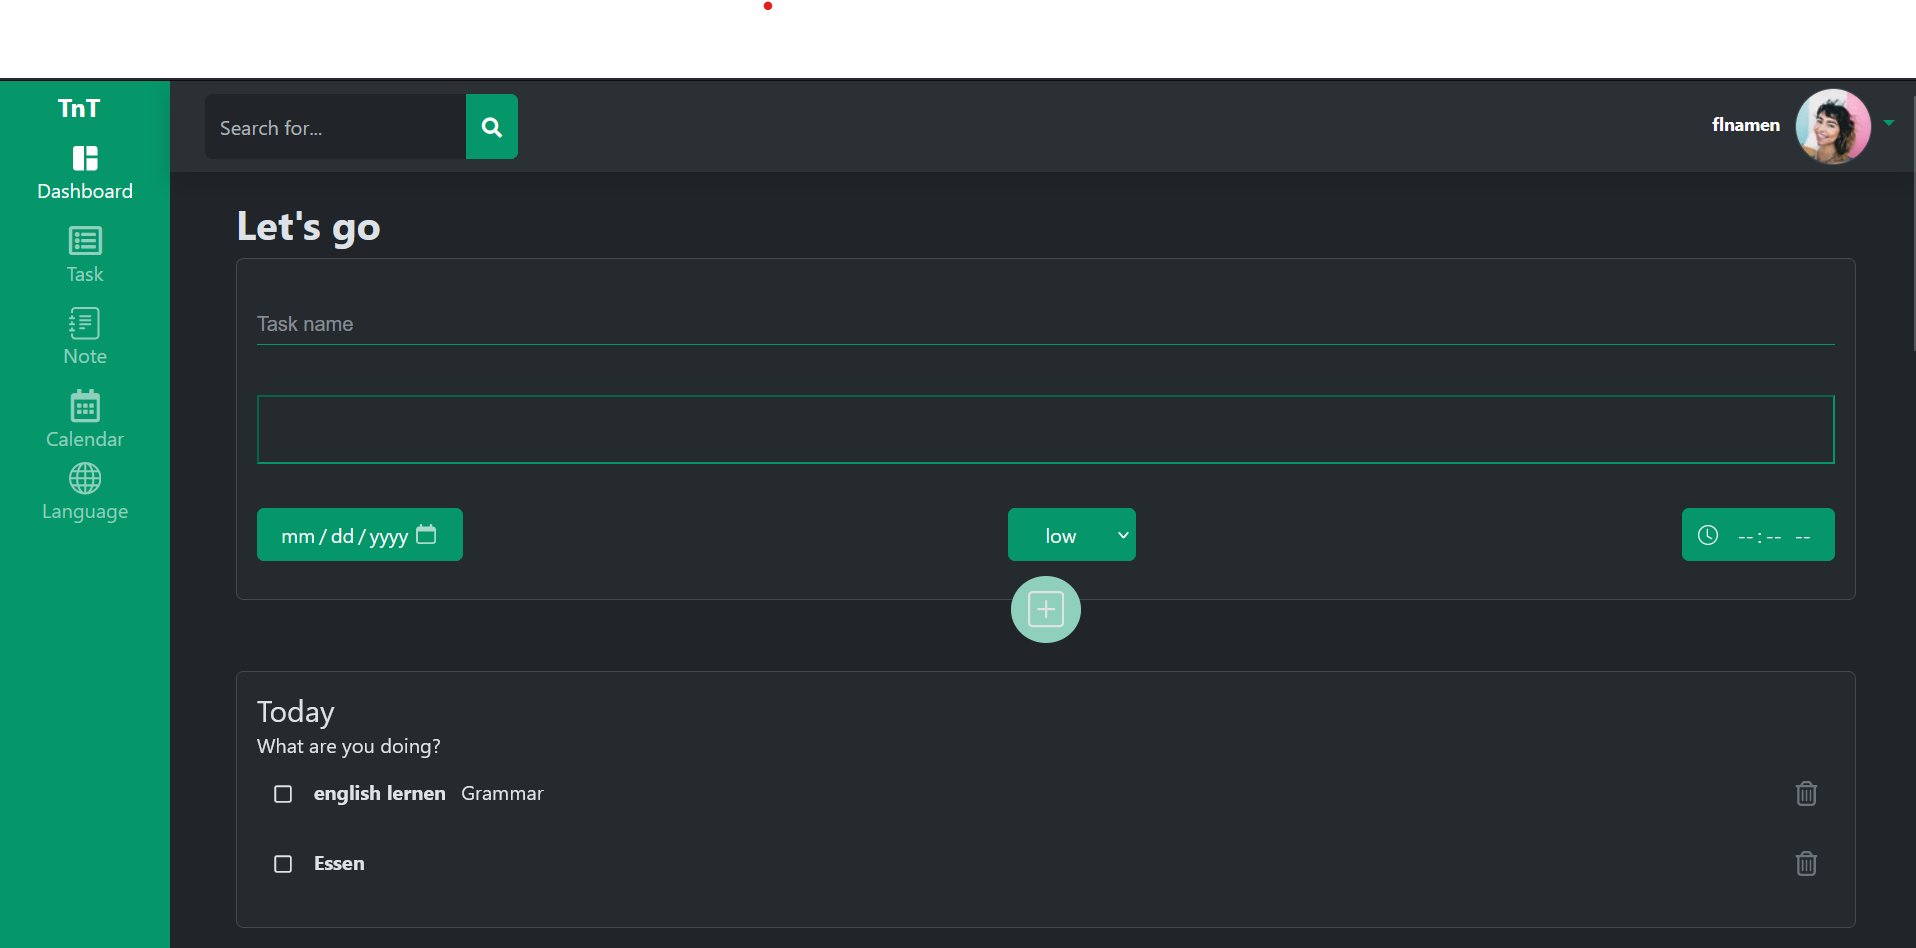 TnT
Dashboard
Task
Note
Calendar
Language
Search for...
flnamen
Let's go
Task name
mm/dd/yyyy
low
--:-- --
Today
What are you doing?
english lernen Grammar
Essen